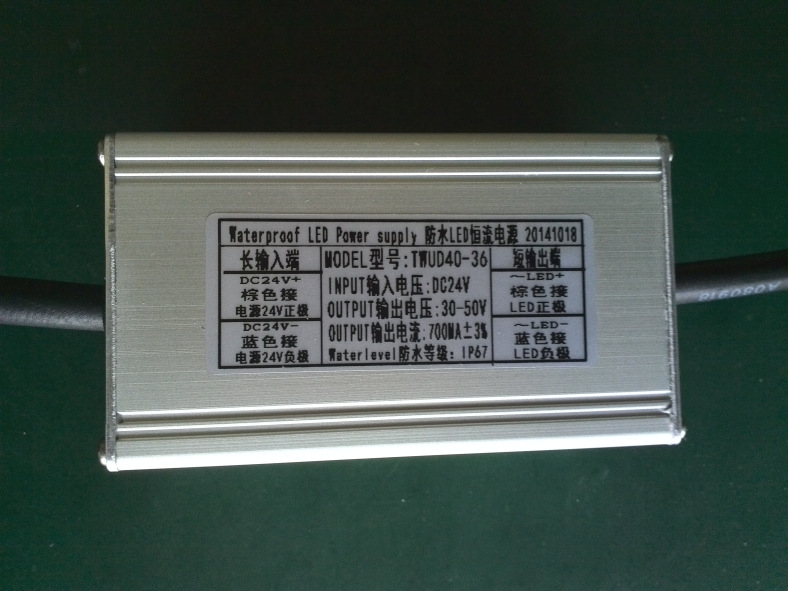 Waterproof LED Power supply 防水LED恒流电源 20141018
长输入端
DC24V+
棕色接
电源24V正极
DC24V-
蓝色接
电源24V负极
MODEL型号:TWUD40-36
INPUT输入电压:DC24V
OUTPUT输出电压:30-50V
OUTPUT输出电流:700MA±3%
Waterlevel防水等级: IP67
短输出端
～LED+
棕色接
LED正极
～LED-
蓝色接
LED负极